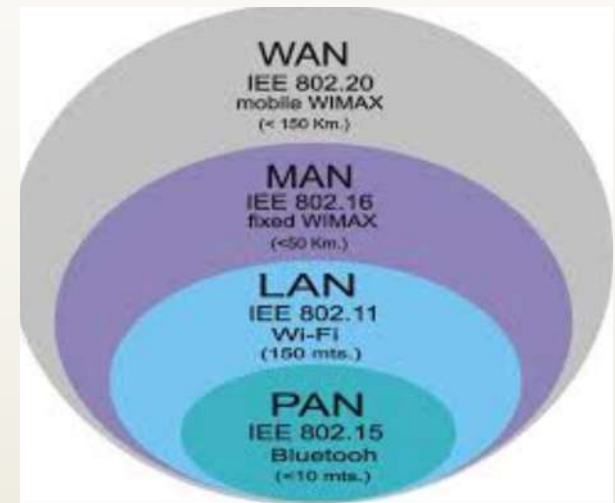 WAN
IEE 802.20
mobile WIMAX
(< 150 Km.)
MAN
IEE 802.16
fixed WIMAX
(<50 Km.)
LAN
IEE 802.11
Wi-Fi
(150 mts.)
PAN
IEE 802.15
Bluetooh
(<10 mts.)